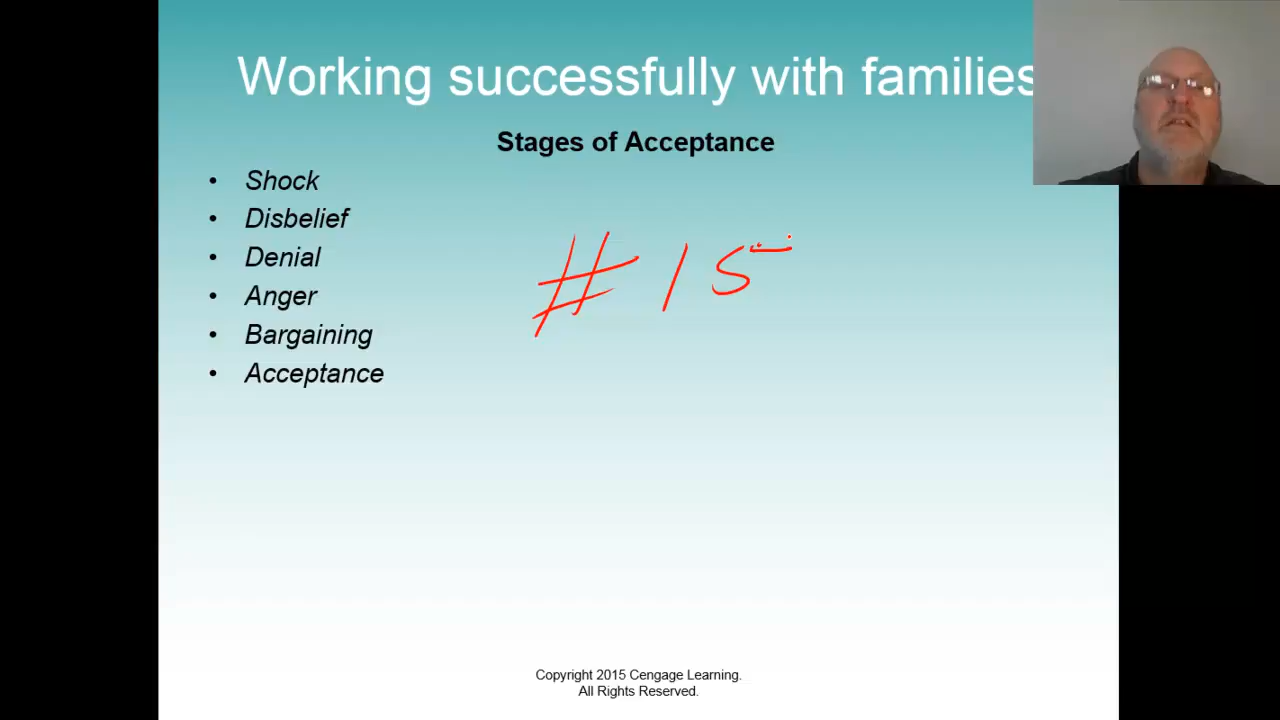 Working successfully with families
Stages of Acceptance
• Shock
• Disbelief
• Denial
• Anger
• Bargaining
• Acceptance
# 15
Copyright 2015 Cengage Learning.
All Rights Reserved.